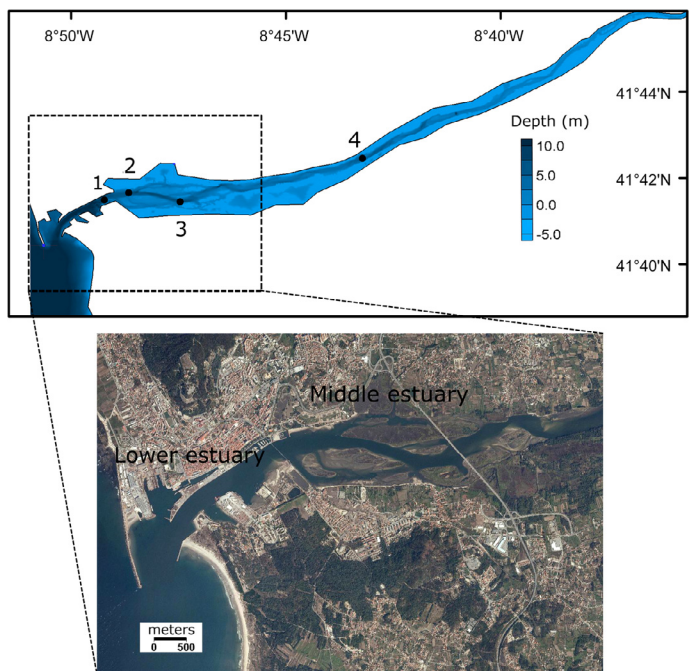 8°50'W 8°45'W 8°40'W
41°44'N
Depth (m)
10.0
5.0
0.0
-5.0
4
2
1
3
41°42'N
41°40'N
Middle estuary
Lower estuary
meters
0 500